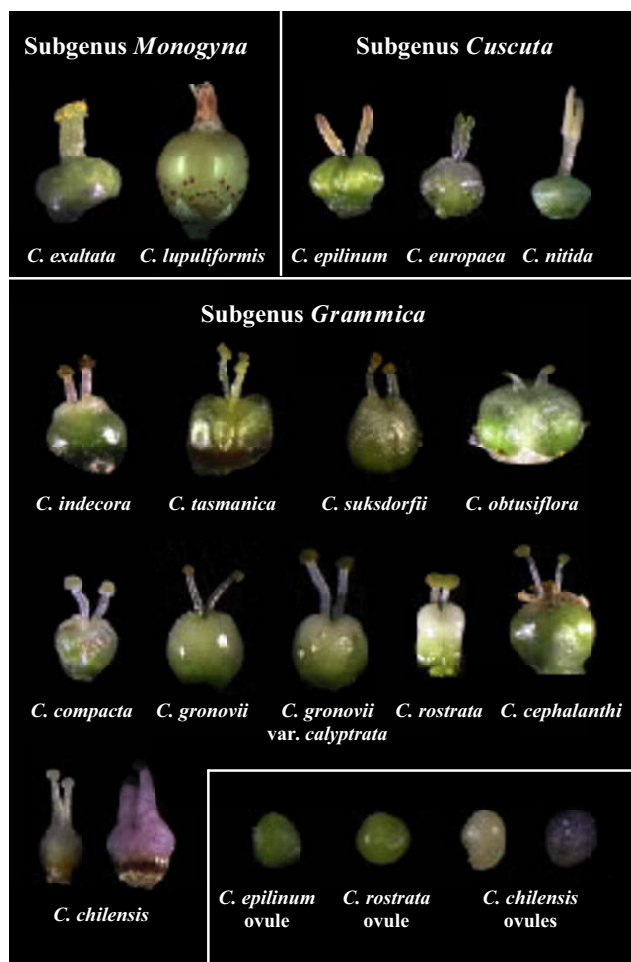 Subgenus Monogyna
Subgenus Cuscuta
C. exaltata
C. lupuliformis
C. epilinum
C. europaea
C. nitida
Subgenus Grammica
C. indecora
C. tasmanica
C. suksdorfii
C. obtusiflora
C. compacta
C. gronovii
C. gronovii
var. calyptrata
C. rostrata
C. cephalanthi
C. chilensis
C. epilinum
ovule
C. rostrata
ovule
C. chilensis
ovules